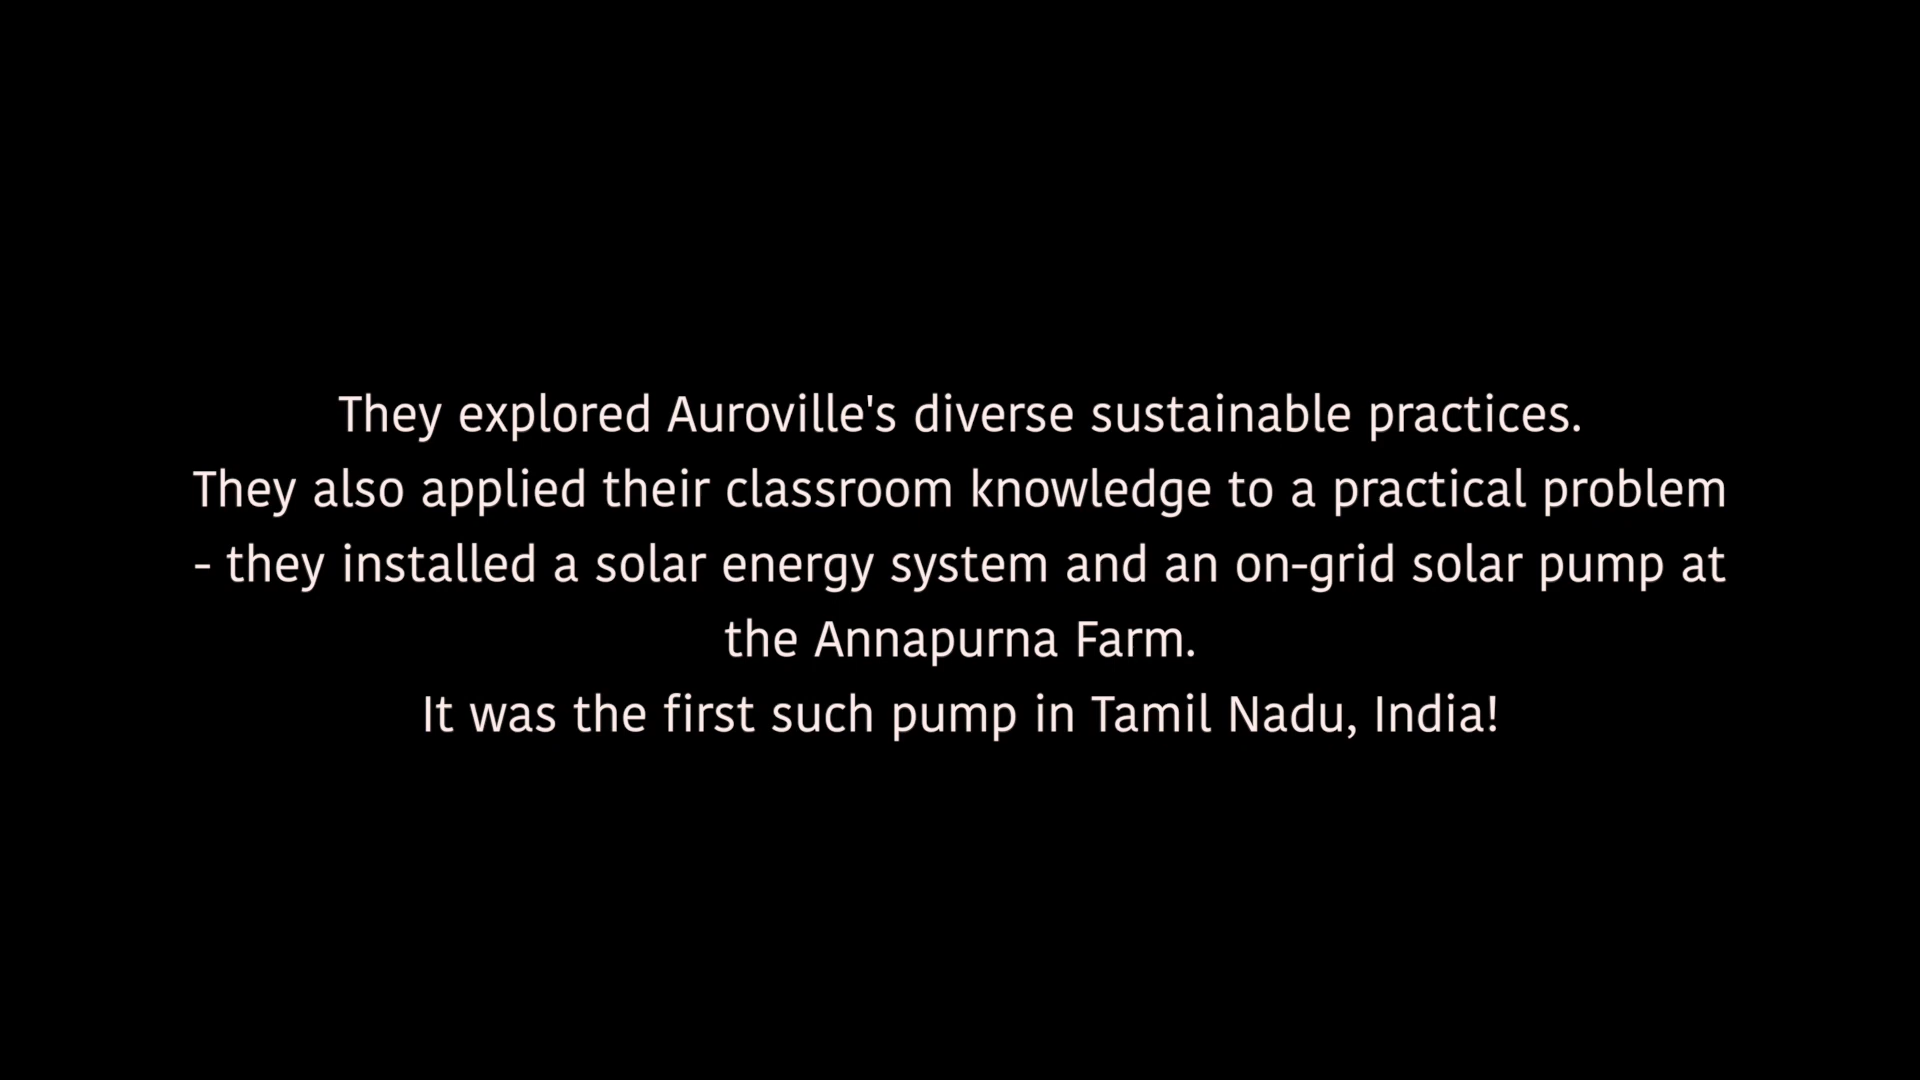 They explored Auroville's diverse sustainable practices.
They also applied their classroom knowledge to a practical problem
- they installed a solar energy system and an on-grid solar pump at
the Annapurna Farm.
It was the first such pump in Tamil Nadu, India!